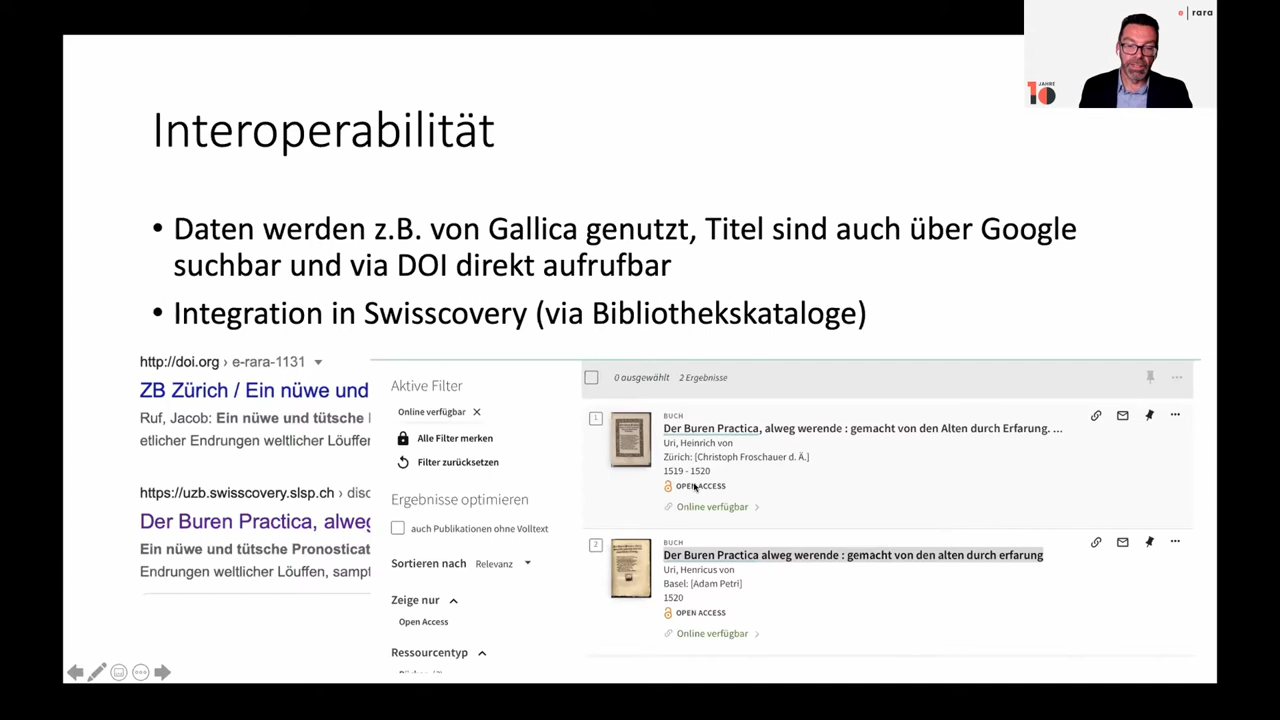 e | rara
10 JAHRE
Interoperabilität
• Daten werden z.B. von Gallica genutzt, Titel sind auch über Google
suchbar und via DOI direkt aufrufbar
• Integration in Swisscovery (via Bibliothekskataloge)
http://doi.org › e-rara-1131
ZB Zürich / Ein nüwe und
Ruf, Jacob: Ein nüwe und tütsche
etlicher Endrungen weltlicher Löuffer
https://uzb.swisscovery.slsp.ch › disc
Der Buren Practica, alweg
Ein nüwe und tütsche Pronosticat
Endrungen weltlicher Löuffen, sampt
Aktive Filter
Online verfügbar ✕
Alle Filter merken
Filter zurücksetzen
Ergebnisse optimieren
auch Publikationen ohne Volltext
Sortieren nach Relevanz
Zeige nur
Open Access
Ressourcentyp
0 ausgewählt 2 Ergebnisse
1
BUCH
Der Buren Practica, alweg werende : gemacht von den Alten durch Erfarung. ...
Uri, Heinrich von
Zürich: [Christoph Froschauer d. Ä.]
1519 - 1520
OPEN ACCESS
Online verfügbar
2
BUCH
Der Buren Practica alweg werende : gemacht von den alten durch erfarung
Uri, Henricus von
Basel: [Adam Petri]
1520
OPEN ACCESS
Online verfügbar